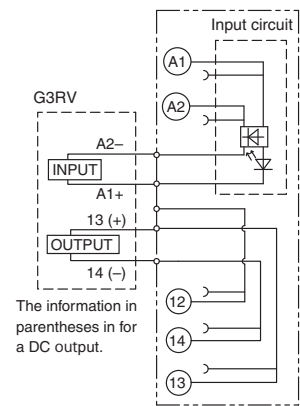 Input circuit
A1
A2
G3RV
A2–
INPUT
A1+
13 (+)
OUTPUT
14 (–)
12
14
13
The information in
parentheses in for
a DC output.